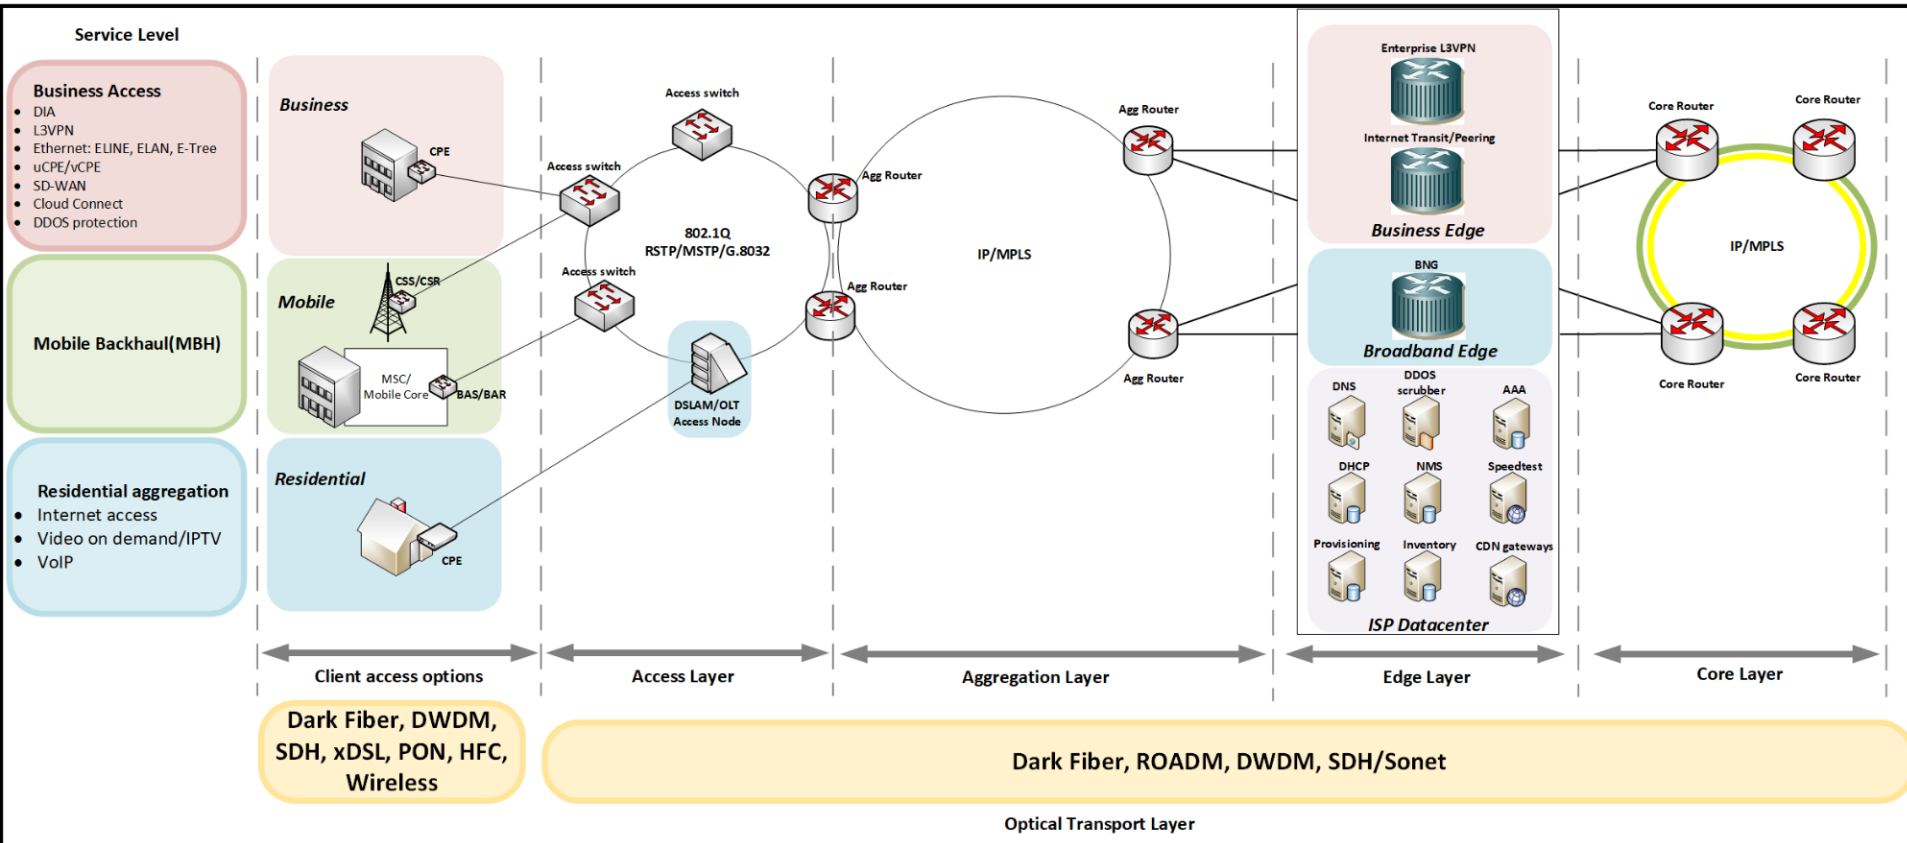 Service Level
Business Access
• DIA
• L3VPN
• Ethernet: ELINE, ELAN, E-Tree
• uCPE/vCPE
• SD-WAN
• Cloud Connect
• DDOS protection
Mobile Backhaul(MBH)
Residential aggregation
• Internet access
• Video on demand/IPTV
• VoIP
Business
CPE
Mobile
CSS/CSR
MSC/
Mobile Core
BAS/BAR
Residential
CPE
Access switch
Access switch
Access switch
802.1Q
RSTP/MSTP/G.8032
DSLAM/OLT
Access Node
Agg Router
Agg Router
IP/MPLS
Agg Router
Agg Router
Enterprise L3VPN
Internet Transit/Peering
Business Edge
BNG
Broadband Edge
DNS
DDOS
scrubber
AAA
DHCP
NMS
Speedtest
Provisioning
Inventory
CDN gateways
ISP Datacenter
Core Router
Core Router
IP/MPLS
Core Router
Core Router
Client access options
Access Layer
Aggregation Layer
Edge Layer
Core Layer
Dark Fiber, DWDM,
SDH, xDSL, PON, HFC,
Wireless
Dark Fiber, ROADM, DWDM, SDH/Sonet
Optical Transport Layer